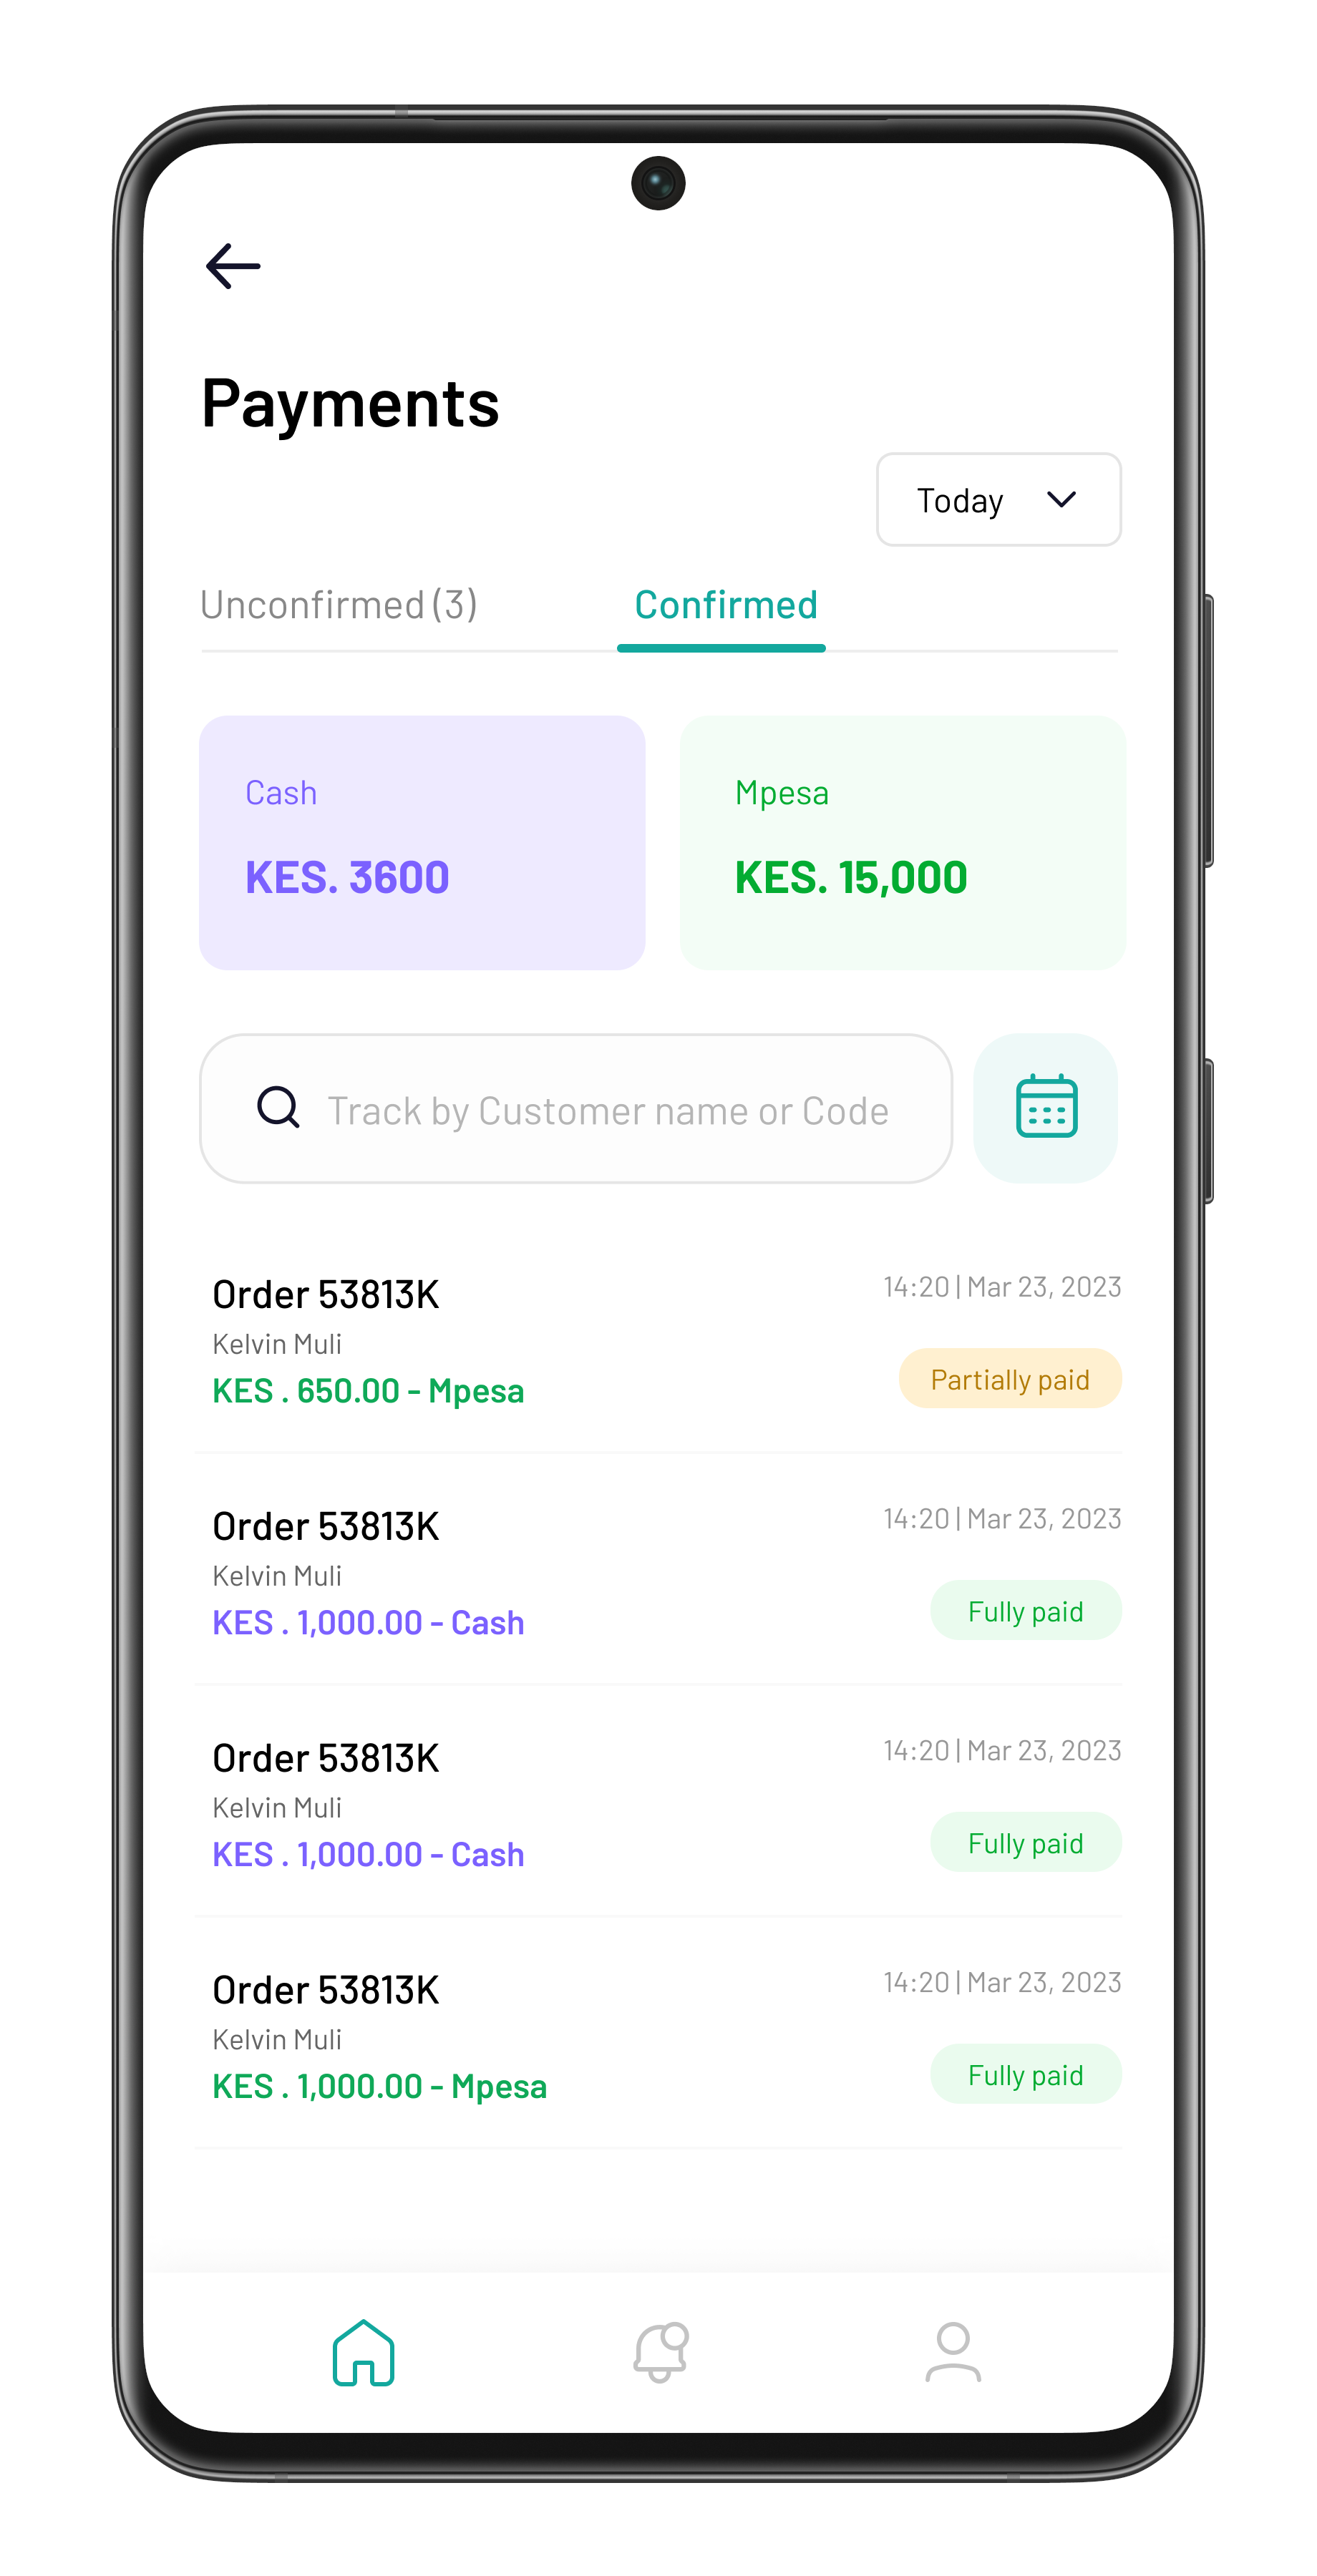 Payments
Today
Unconfirmed (3) Confirmed
Cash Mpesa
KES. 3600 KES. 15,000
Track by Customer name or Code
Order 53813K 14:20 | Mar 23, 2023
Kelvin Muli
KES . 650.00 - Mpesa Partially paid
Order 53813K 14:20 | Mar 23, 2023
Kelvin Muli
KES . 1,000.00 - Cash Fully paid
Order 53813K 14:20 | Mar 23, 2023
Kelvin Muli
KES . 1,000.00 - Cash Fully paid
Order 53813K 14:20 | Mar 23, 2023
Kelvin Muli
KES . 1,000.00 - Mpesa Fully paid